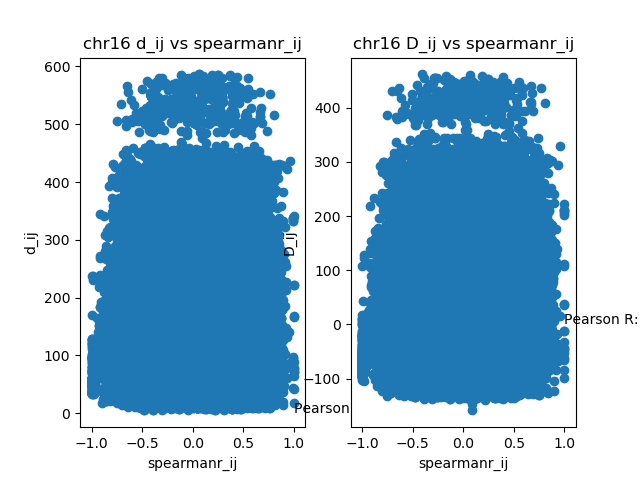 chr16 d_ij vs spearmanr_ij
600
500
400
300
200
100
0
d_ij
−1.0 −0.5 0.0 0.5 1.0
spearmanr_ij
Pearson
chr16 D_ij vs spearmanr_ij
400
300
200
100
0
−100
D_ij
−1.0 −0.5 0.0 0.5 1.0
spearmanr_ij
Pearson R: